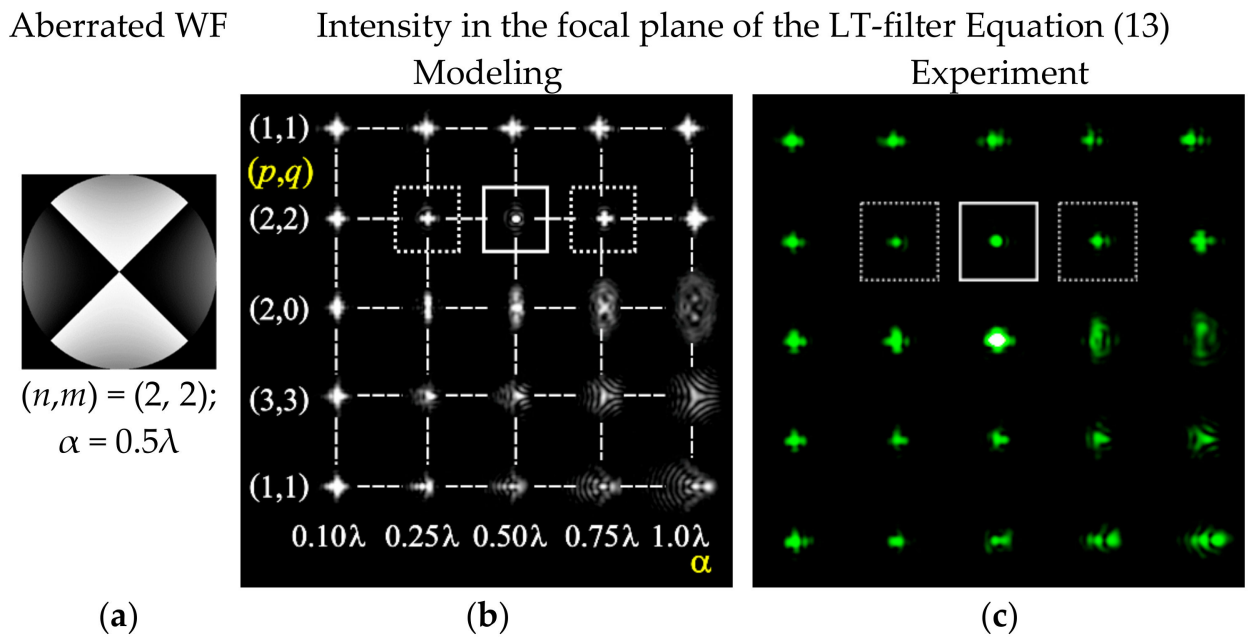 Aberrated WF
Intensity in the focal plane of the LT-filter Equation (13)
Modeling
Experiment
(1,1)
(p,q)
(2,2)
(2,0)
(3,3)
(1,1)
0.10λ 0.25λ 0.50λ 0.75λ 1.0λ
α
(n,m) = (2, 2);
α = 0.5λ
(a)
(b)
(c)